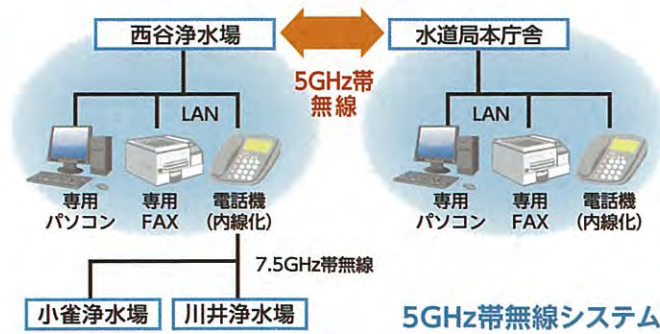 西谷浄水場
水道局本庁舎
5GHz帯
無線
LAN
LAN
専用
パソコン
専用
FAX
電話機
(内線化)
専用
パソコン
専用
FAX
電話機
(内線化)
7.5GHz帯無線
小雀浄水場
川井浄水場
5GHz帯無線システム